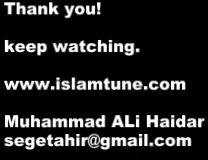 Thank you!
keep watching.
www.islamtune.com
Muhammad ALi Haidar
segetahir@gmail.com